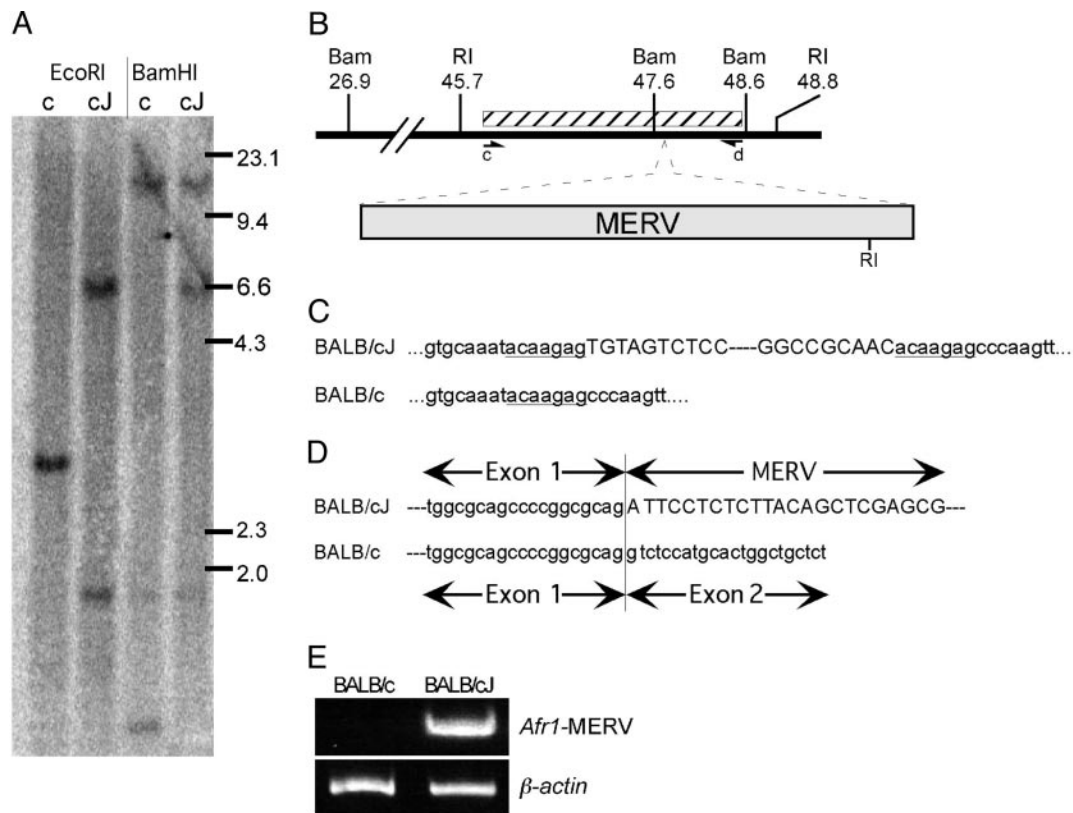 A
EcoRI BamHI
c cJ c cJ
23.1
9.4
6.6
4.3
2.3
2.0
B
Bam RI Bam Bam RI
26.9 45.7 47.6 48.6 48.8
c d
MERV
RI
C
BALB/cJ ...gtgcaaatacaagagTGTAGTCTCC----GGCCGCAACacaagagcccaagtt...
BALB/c ...gtgcaaatacaagagcccaagtt....
D
Exon 1 MERV
BALB/cJ ---tggcgcagccccggcgcagATTCCTCTCTTACAGCTCGAGCG---
BALB/c ---tggcgcagccccggcgcaggtctccatgcactggctgctct
Exon 1 Exon 2
E
BALB/c BALB/cJ
Afr1-MERV
β-actin